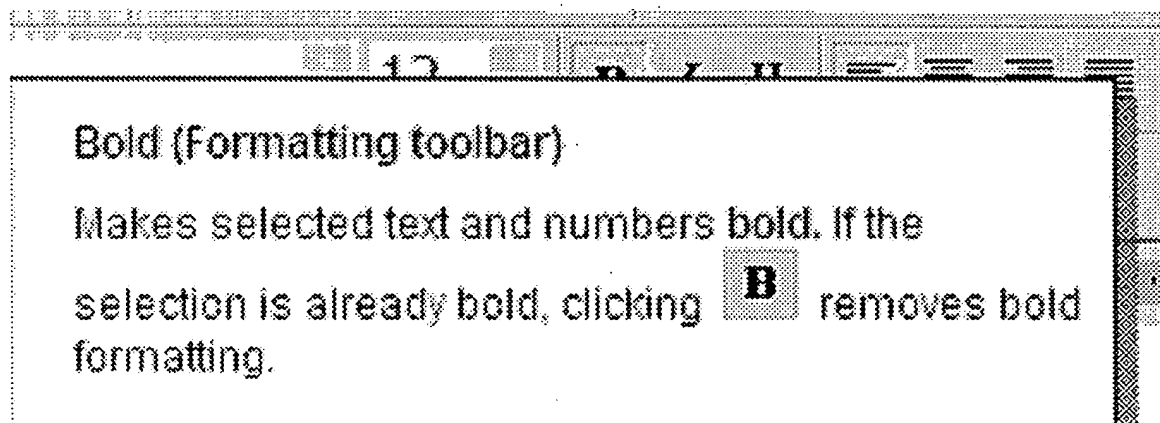 12
Bold (Formatting toolbar)
Makes selected text and numbers bold. If the
selection is already bold, clicking B removes bold
formatting.